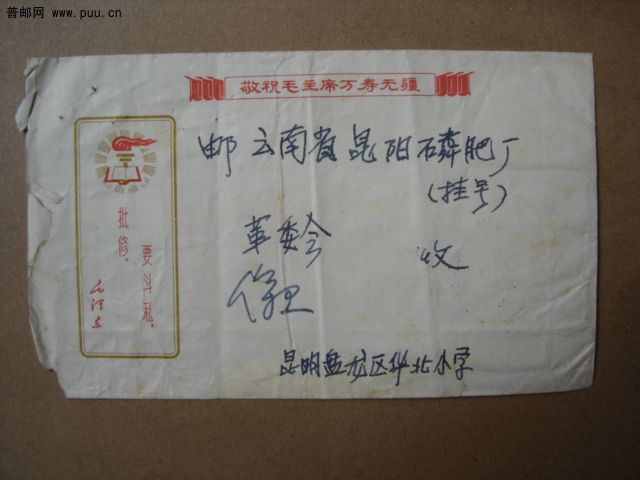 普邮网 www.puu.cn
敬祝毛主席万寿无疆
要斗私，
批修。
毛泽东
邮 云南省昆阳磷肥厂
（挂号）
革委会 收
昆明盘龙区华北小学